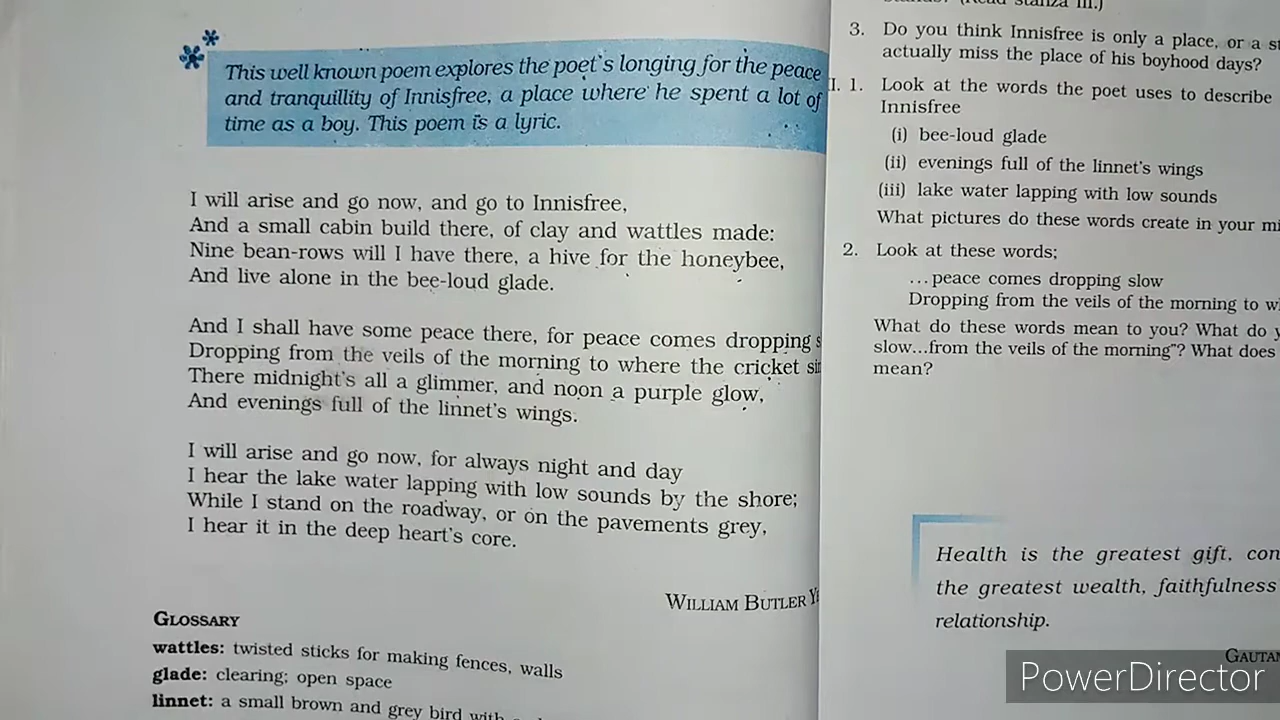 This well known poem explores the poet's longing for the peace
and tranquillity of Innisfree, a place where he spent a lot of
time as a boy. This poem is a lyric.
I will arise and go now, and go to Innisfree,
And a small cabin build there, of clay and wattles made:
Nine bean-rows will I have there, a hive for the honeybee,
And live alone in the bee-loud glade.
And I shall have some peace there, for peace comes dropping
Dropping from the veils of the morning to where the cricket
There midnight's all a glimmer, and noon a purple glow,
And evenings full of the linnet's wings.
I will arise and go now, for always night and day
I hear the lake water lapping with low sounds by the shore;
While I stand on the roadway, or on the pavements grey,
I hear it in the deep heart's core.
WILLIAM BUTLER
GLOSSARY
wattles: twisted sticks for making fences, walls
glade: clearing; open space
linnet: a small brown and grey bird with
(Read stanza III.)
3. Do you think Innisfree is only a place, or a
actually miss the place of his boyhood days?
I. 1. Look at the words the poet uses to describe
Innisfree
(i) bee-loud glade
(ii) evenings full of the linnet's wings
(iii) lake water lapping with low sounds
What pictures do these words create in your
2. Look at these words;
...peace comes dropping slow
Dropping from the veils of the morning to
What do these words mean to you? What do
slow...from the veils of the morning"? What does
mean?
Health is the greatest gift,
the greatest wealth, faithfulness
relationship.
PowerDirector